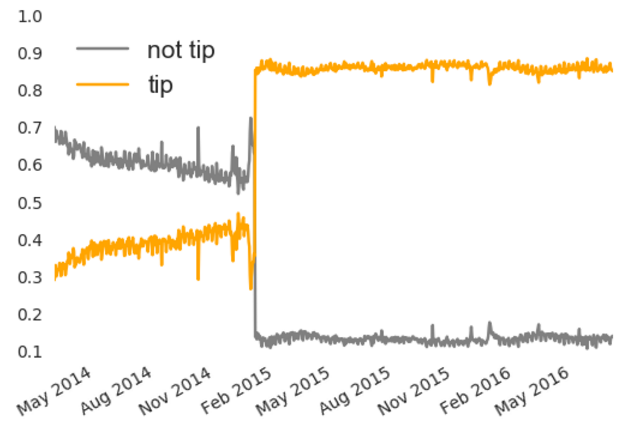 1.0
0.9
not tip
0.8
tip
0.7
0.6
0.5
0.4
0.3
0.2
0.1
May 2014
Aug 2014
Nov 2014
Feb 2015
May 2015
Aug 2015
Nov 2015
Feb 2016
May 2016